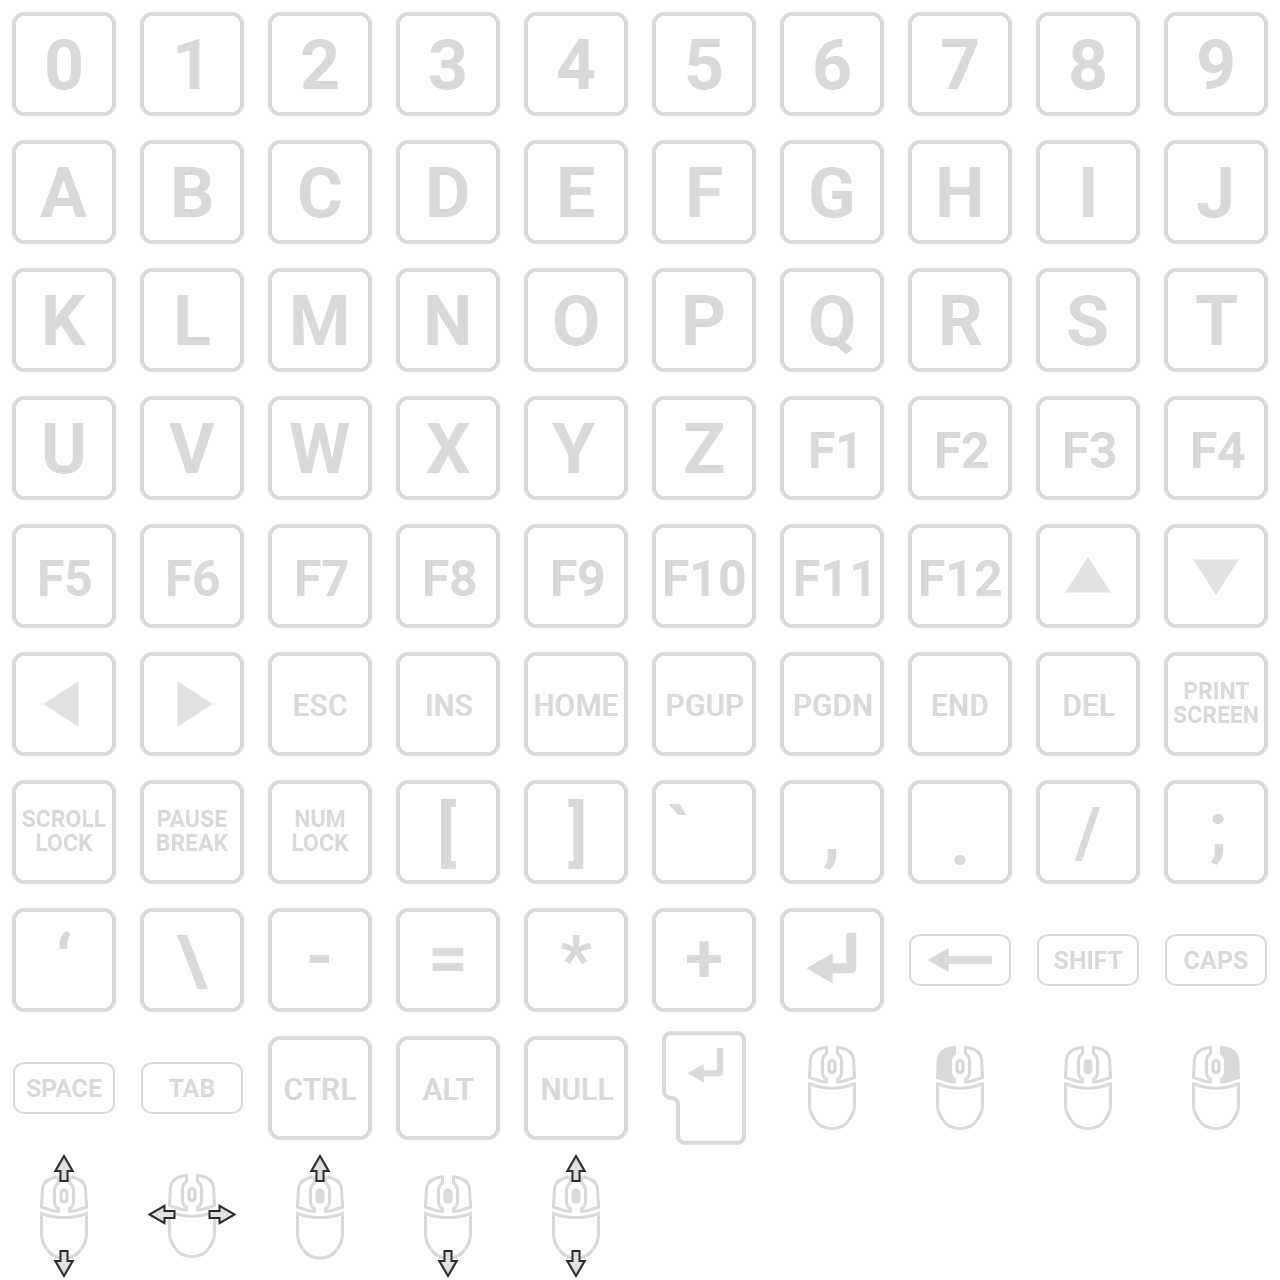 0 1 2 3 4 5 6 7 8 9
A B C D E F G H I J
K L M N O P Q R S T
U V W X Y Z F1 F2 F3 F4
F5 F6 F7 F8 F9 F10 F11 F12
ESC INS HOME PGUP PGDN END DEL PRINT SCREEN
SCROLL LOCK PAUSE BREAK NUM LOCK [ ] ` , . / ;
‘ \ - = * + SHIFT CAPS
SPACE TAB CTRL ALT NULL